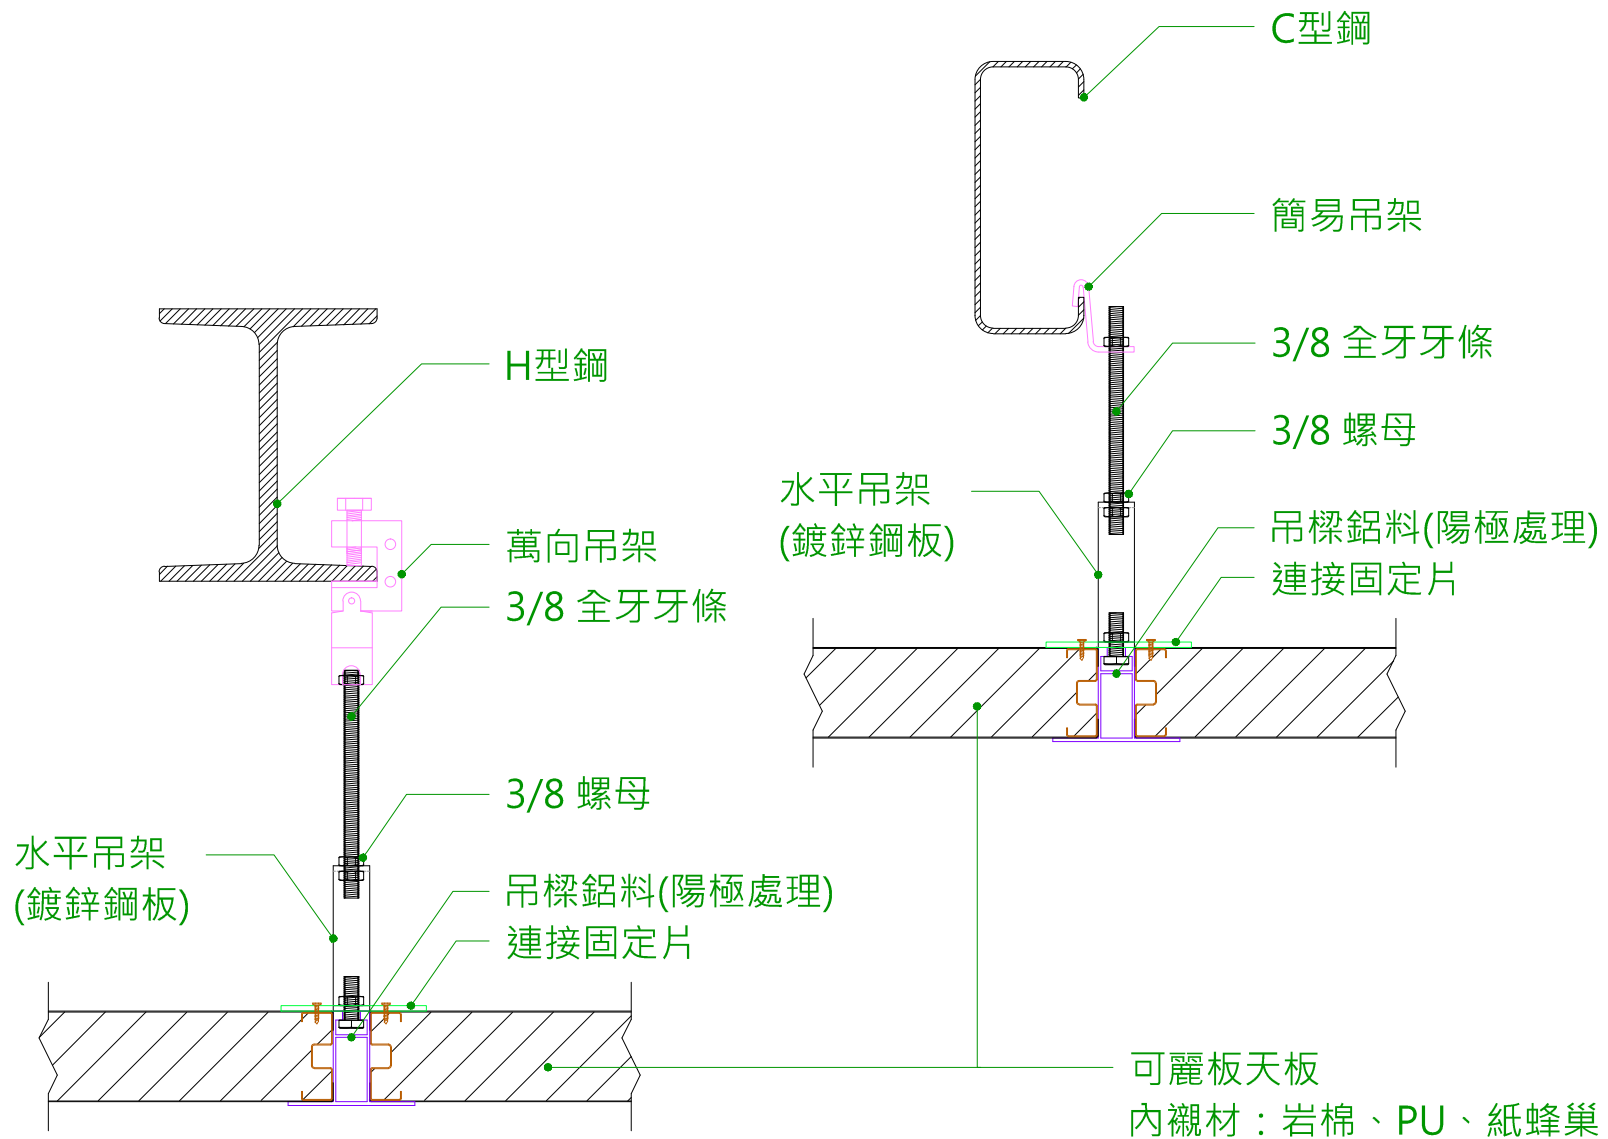 C型鋼
簡易吊架
3/8 全牙牙條
3/8 螺母
水平吊架
(鍍鋅鋼板)
吊樑鋁料(陽極處理)
連接固定片
H型鋼
萬向吊架
3/8 全牙牙條
3/8 螺母
水平吊架
(鍍鋅鋼板)
吊樑鋁料(陽極處理)
連接固定片
可麗板天板
內襯材：岩棉、PU、紙蜂巢